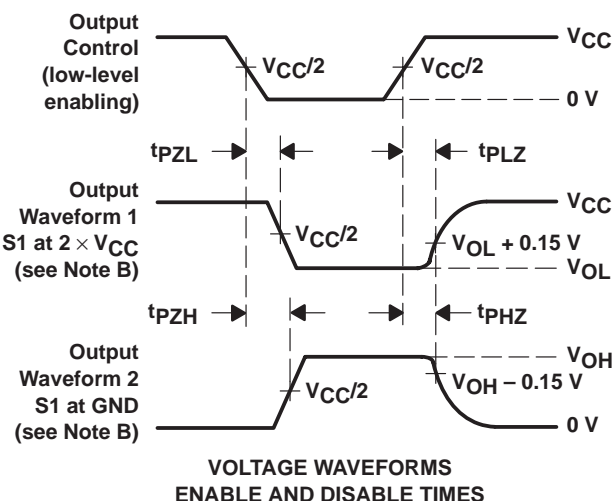 Output
Control
(low-level
enabling)
VCC/2
VCC/2
VCC
0 V
tPZL
tPLZ
Output
Waveform 1
S1 at 2 × VCC
(see Note B)
VCC/2
VCC
VOL + 0.15 V
VOL
tPZH
tPHZ
Output
Waveform 2
S1 at GND
(see Note B)
VCC/2
VOH
VOH − 0.15 V
0 V
VOLTAGE WAVEFORMS
ENABLE AND DISABLE TIMES